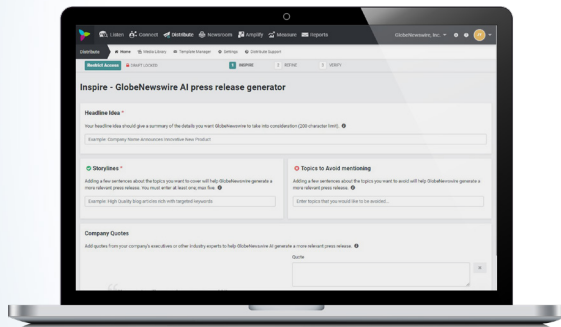 Listen Connect Distribute Newsroom Amplify Measure Reports GlobeNewswire, Inc.
Distribute Home Media Library Template Manager Settings Contribute Support
Restrict Access DRAFT LOCKED 1 INSPIRE 2 REFINE 3 VERIFY
Inspire - GlobeNewswire AI press release generator
Headline Idea *
Your headline idea should give a summary of the details you want GlobeNewswire to take into consideration (200 character limit).
Example: Company Name Announces Innovative New Product
Storylines *
Adding a few sentences about the topics you want to cover will help GlobeNewswire generate a
more relevant press release. You must enter at least one, max five.
Example: High Quality blog articles rich with targeted keywords
Topics to Avoid mentioning
Adding a few sentences about the topics you want to avoid will help GlobeNewswire generate a
more relevant press release.
Enter topics that you would like to be avoided...
Company Quotes
Add quotes from your company's executives or other industry experts to help GlobeNewswire AI generate a more relevant press release.
Quote